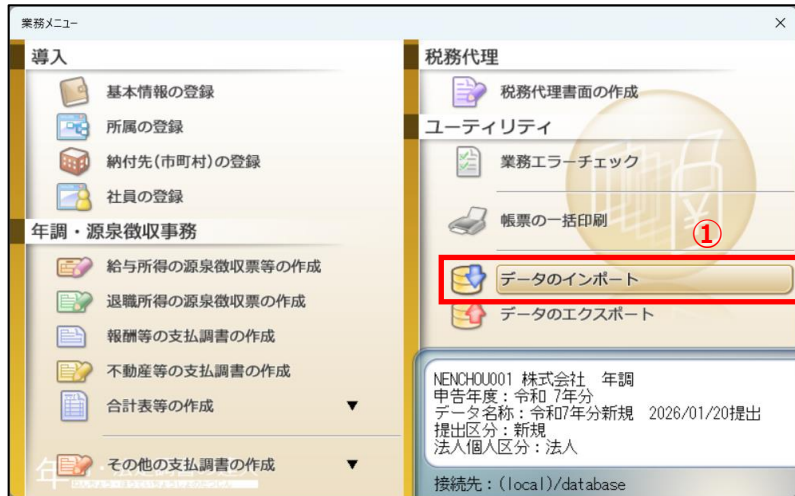 業務メニュー
導入
基本情報の登録
所属の登録
納付先(市町村)の登録
社員の登録
年調・源泉徴収事務
給与所得の源泉徴収票等の作成
退職所得の源泉徴収票の作成
報酬等の支払調書の作成
不動産等の支払調書の作成
合計表等の作成 ▼
その他の支払調書の作成 ▼
税務代理
税務代理書面の作成
ユーティリティ
業務エラーチェック
帳票の一括印刷
①
データのインポート
データのエクスポート
NENCHOU001 株式会社 年調
申告年度:令和 7年分
データ名称:令和7年分新規 2026/01/20提出
提出区分:新規
法人個人区分:法人
接続先:(local)/database